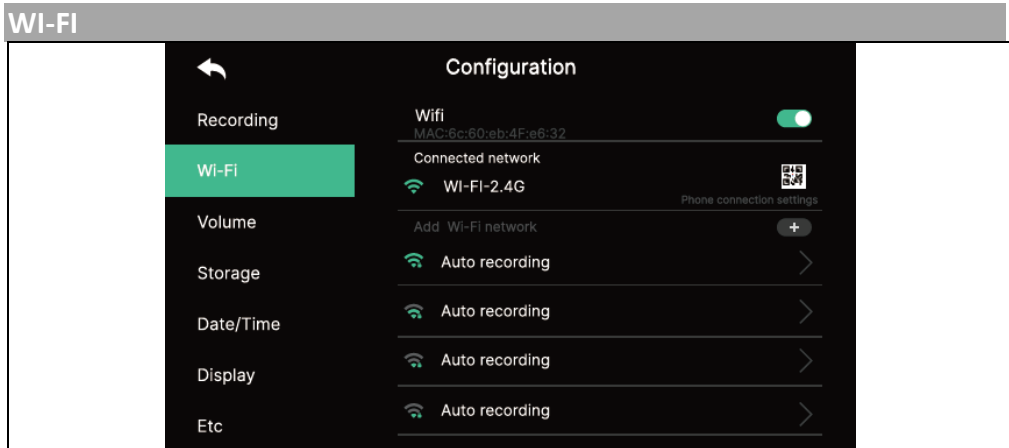 WI-FI
Configuration
Recording
Wi-Fi
Volume
Storage
Date/Time
Display
Etc
Wifi
MAC:6c:60:eb:4F:e6:32
Connected network
WI-FI-2.4G
Phone connection settings
Add Wi-Fi network
+
Auto recording
Auto recording
Auto recording
Auto recording